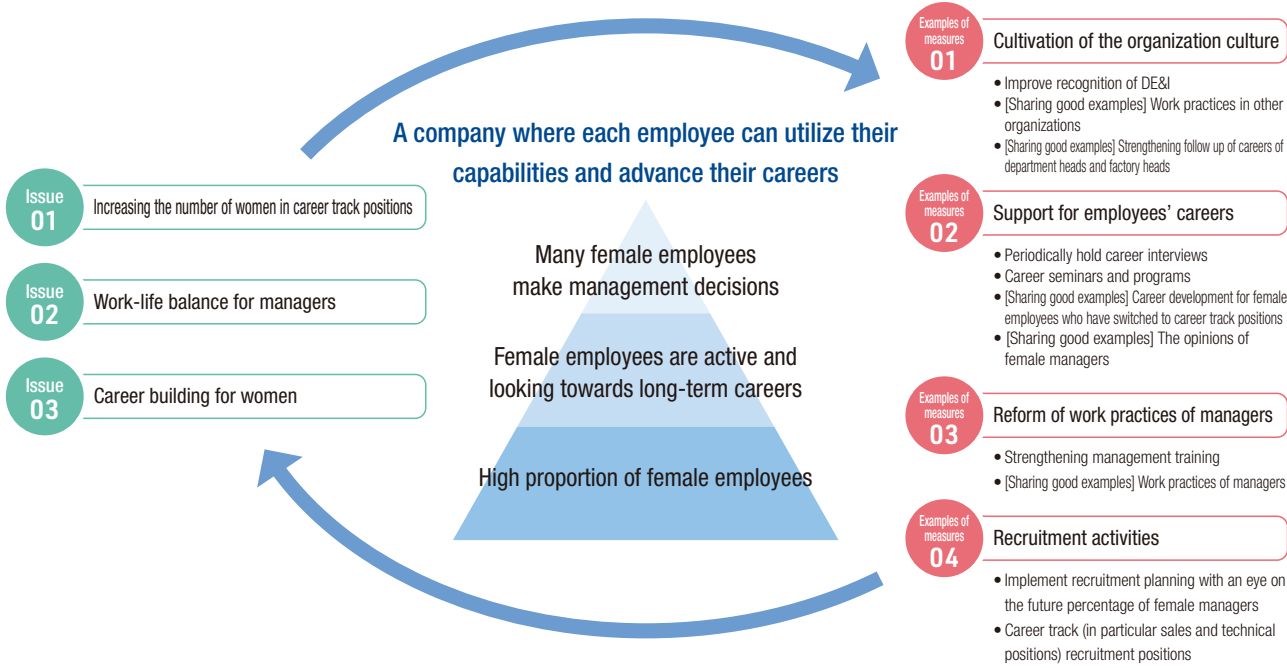 Issue
01
Increasing the number of women in career track positions
Issue
02
Work-life balance for managers
Issue
03
Career building for women
A company where each employee can utilize their
capabilities and advance their careers
Many female employees
make management decisions
Female employees are active and
looking towards long-term careers
High proportion of female employees
Examples of
measures
01
Cultivation of the organization culture
• Improve recognition of DE&I
• [Sharing good examples] Work practices in other
organizations
• [Sharing good examples] Strengthening follow up of careers of
department heads and factory heads
Examples of
measures
02
Support for employees’ careers
• Periodically hold career interviews
• Career seminars and programs
• [Sharing good examples] Career development for female
employees who have switched to career track positions
• [Sharing good examples] The opinions of
female managers
Examples of
measures
03
Reform of work practices of managers
• Strengthening management training
• [Sharing good examples] Work practices of managers
Examples of
measures
04
Recruitment activities
• Implement recruitment planning with an eye on
the future percentage of female managers
• Career track (in particular sales and technical
positions) recruitment positions